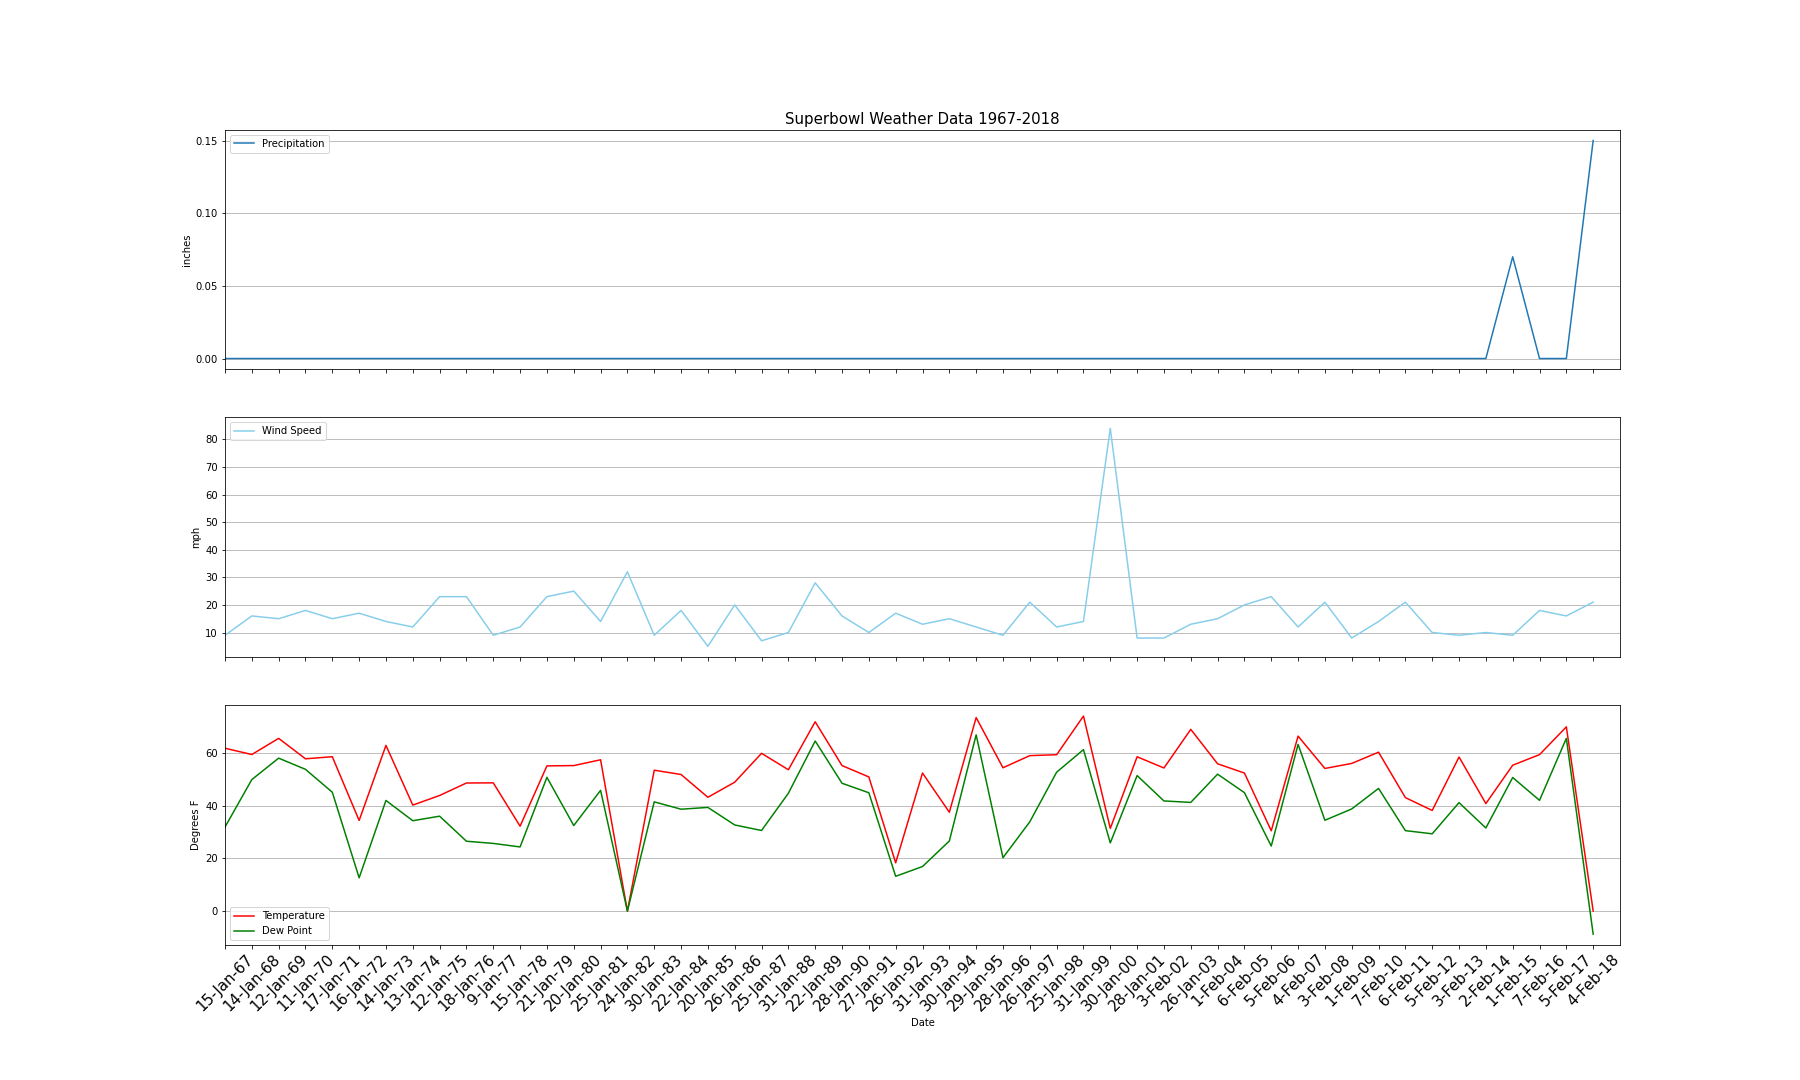 Superbowl Weather Data 1967-2018
Precipitation
0.15
0.10
0.05
0.00
inches
Wind Speed
80
70
60
50
40
30
20
10
mph
60
40
20
0
Degrees F
Temperature
Dew Point
15-Jan-67
14-Jan-68
12-Jan-69
11-Jan-70
17-Jan-71
16-Jan-72
14-Jan-73
13-Jan-74
12-Jan-75
18-Jan-76
9-Jan-77
15-Jan-78
21-Jan-79
20-Jan-80
25-Jan-81
24-Jan-82
30-Jan-83
22-Jan-84
20-Jan-85
26-Jan-86
25-Jan-87
31-Jan-88
22-Jan-89
28-Jan-90
27-Jan-91
26-Jan-92
31-Jan-93
30-Jan-94
29-Jan-95
28-Jan-96
26-Jan-97
25-Jan-98
31-Jan-99
30-Jan-00
28-Jan-01
3-Feb-02
26-Jan-03
1-Feb-04
6-Feb-05
5-Feb-06
4-Feb-07
3-Feb-08
1-Feb-09
7-Feb-10
6-Feb-11
5-Feb-12
3-Feb-13
2-Feb-14
1-Feb-15
7-Feb-16
5-Feb-17
4-Feb-18
Date